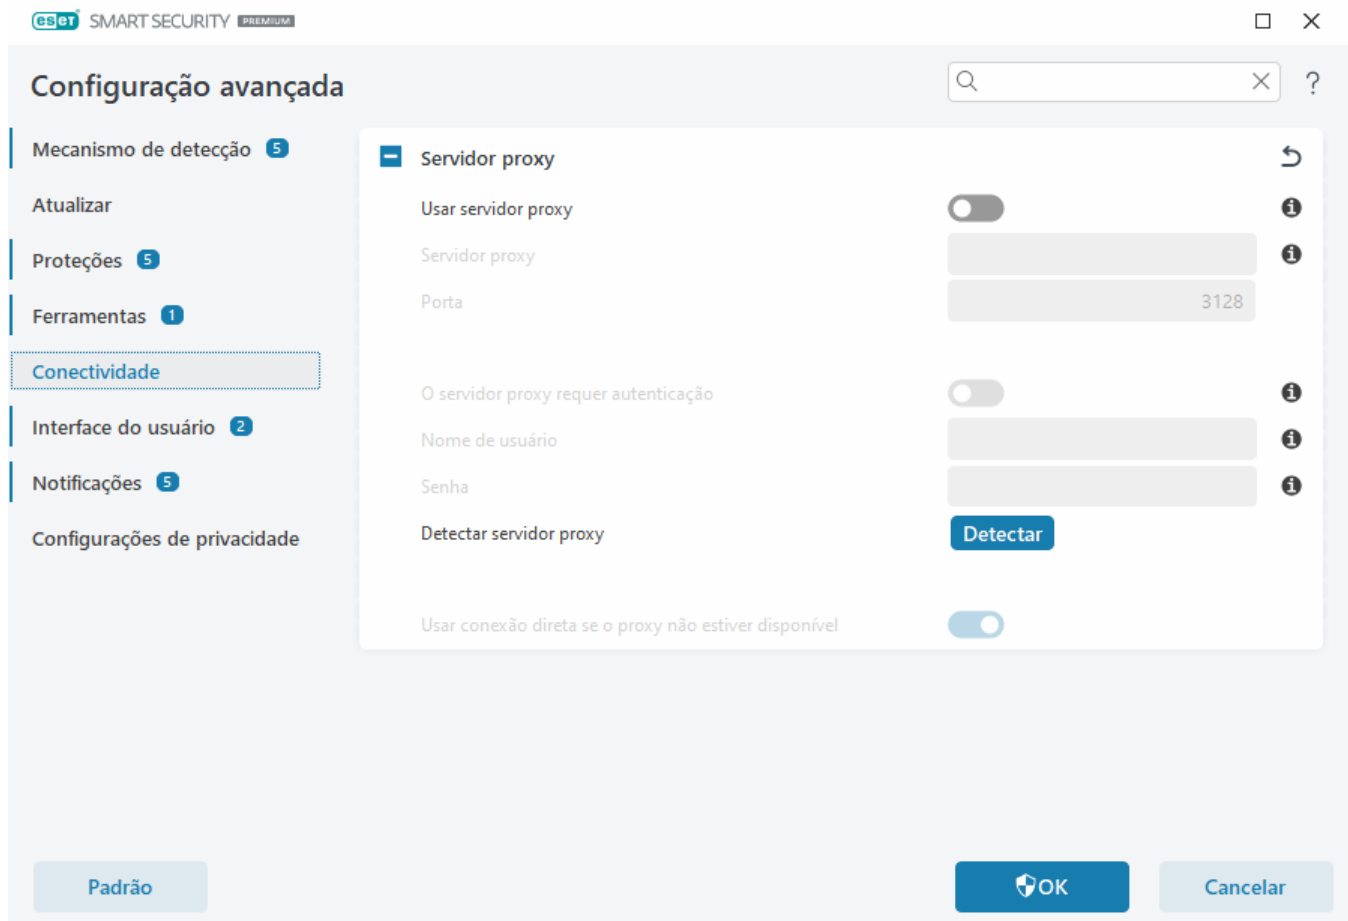 eset SMART SECURITY PREMIUM
Configuração avançada
?
Mecanismo de detecção 5
Atualizar
Proteções 5
Ferramentas 1
Conectividade
Interface do usuário 2
Notificações 5
Configurações de privacidade
Servidor proxy
Usar servidor proxy
Servidor proxy
Porta 3128
O servidor proxy requer autenticação
Nome de usuário
Senha
Detectar servidor proxy Detectar
Usar conexão direta se o proxy não estiver disponível
Padrão OK Cancelar